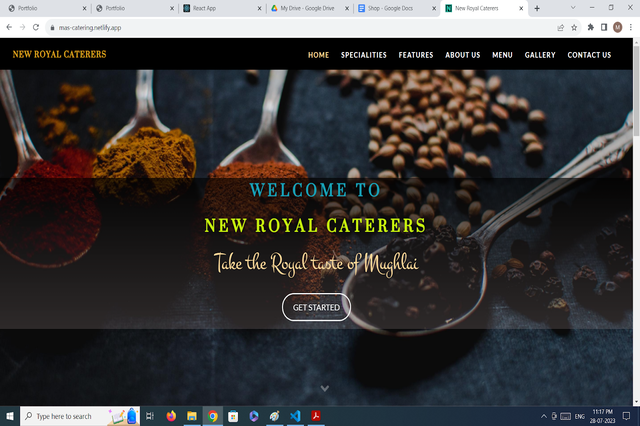 Portfolio
Portfolio
React App
My Drive - Google Drive
Shop - Google Docs
New Royal Caterers
mas-catering.netlify.app
M
NEW ROYAL CATERERS
HOME
SPECIALITIES
FEATURES
ABOUT US
MENU
GALLERY
CONTACT US
WELCOME TO
NEW ROYAL CATERERS
Take the Royal taste of Mughlai
GET STARTED
Type here to search
ENG
11:17 PM
28-07-2023